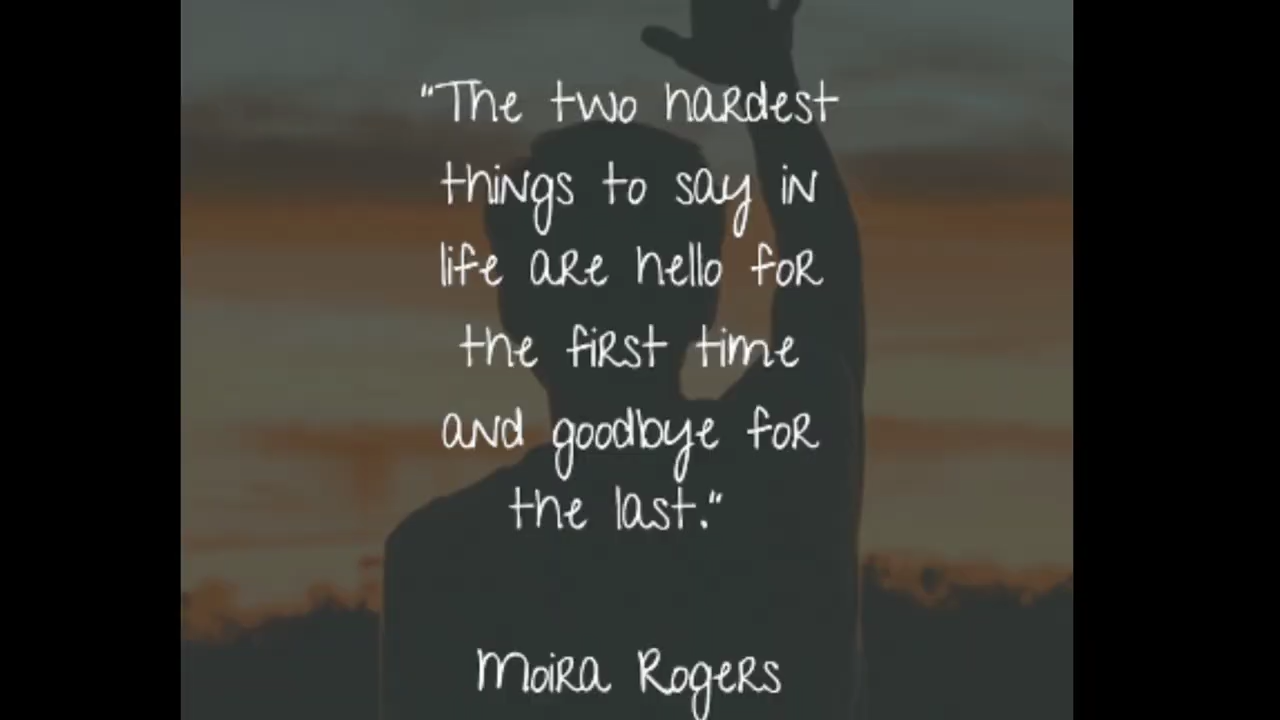 "The two hardest
things to say in
life are hello for
the first time
and goodbye for
the last."
Moira Rogers